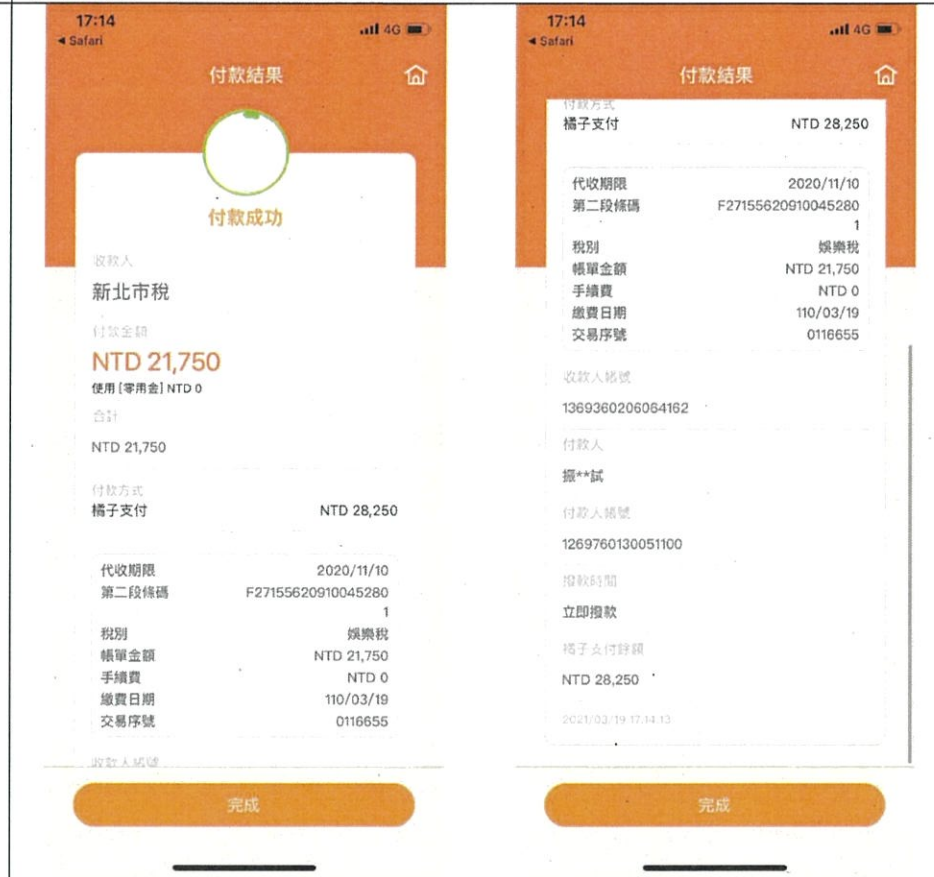 17:14
4G
◀ Safari
付款結果
付款成功
收款人
新北市稅
付款金額
NTD 21,750
使用 [零用金] NTD 0
合計
NTD 21,750
付款方式
橘子支付 NTD 28,250
代收期限 2020/11/10
第二段條碼 F27155620910045280
1
稅別 娛樂稅
帳單金額 NTD 21,750
手續費 NTD 0
繳費日期 110/03/19
交易序號 0116655
收款人帳號
完成
17:14
4G
◀ Safari
付款結果
付款方式
橘子支付 NTD 28,250
代收期限 2020/11/10
第二段條碼 F27155620910045280
1
稅別 娛樂稅
帳單金額 NTD 21,750
手續費 NTD 0
繳費日期 110/03/19
交易序號 0116655
收款人帳號
1369360206064162
付款人
振**試
付款人帳號
1269760130051100
撥款時間
立即撥款
橘子支付餘額
NTD 28,250
2021/03/19 17:14:13
完成